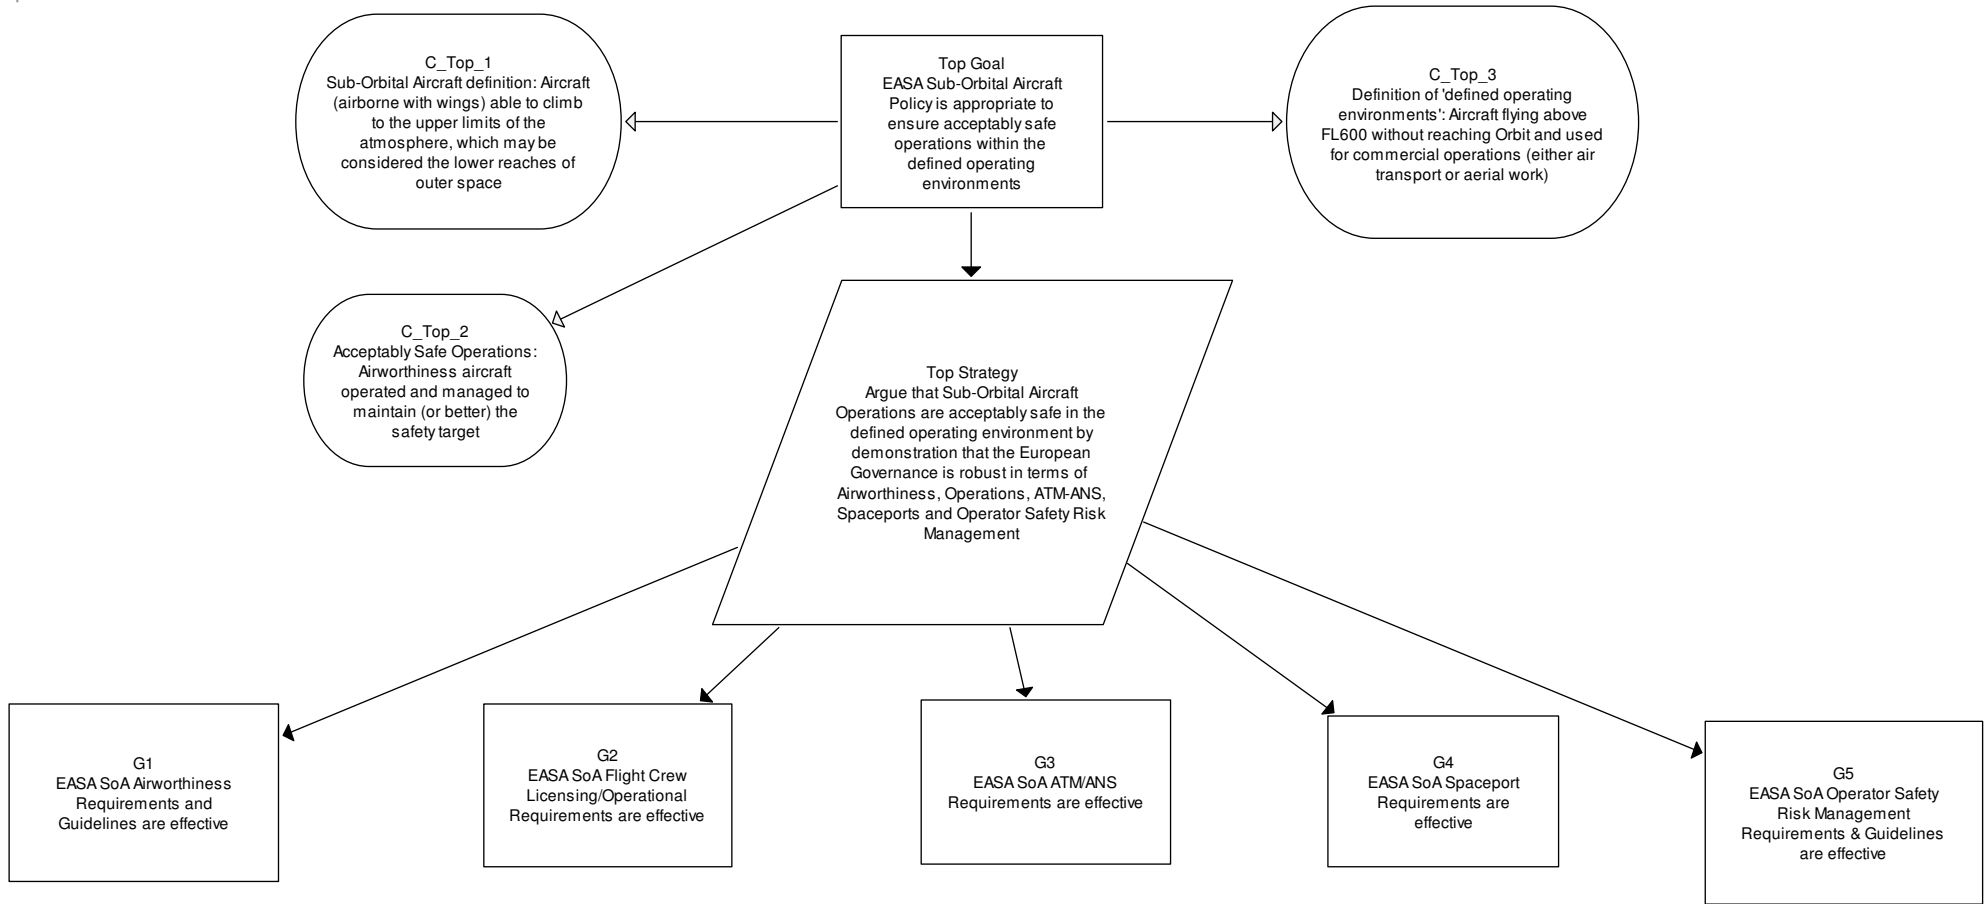 C_Top_1
Sub-Orbital Aircraft definition: Aircraft
(airborne with wings) able to climb
to the upper limits of the
atmosphere, which may be
considered the lower reaches of
outer space
Top Goal
EASA Sub-Orbital Aircraft
Policy is appropriate to
ensure acceptably safe
operations within the
defined operating
environments
C_Top_3
Definition of 'defined operating
environments': Aircraft flying above
FL600 without reaching Orbit and used
for commercial operations (either air
transport or aerial work)
C_Top_2
Acceptably Safe Operations:
Airworthiness aircraft
operated and managed to
maintain (or better) the
safety target
Top Strategy
Argue that Sub-Orbital Aircraft
Operations are acceptably safe in the
defined operating environment by
demonstration that the European
Governance is robust in terms of
Airworthiness, Operations, ATM-ANS,
Spaceports and Operator Safety Risk
Management
G1
EASA SoA Airworthiness
Requirements and
Guidelines are effective
G2
EASA SoA Flight Crew
Licensing/Operational
Requirements are effective
G3
EASA SoA ATM/ANS
Requirements are effective
G4
EASA SoA Spaceport
Requirements are
effective
G5
EASA SoA Operator Safety
Risk Management
Requirements & Guidelines
are effective